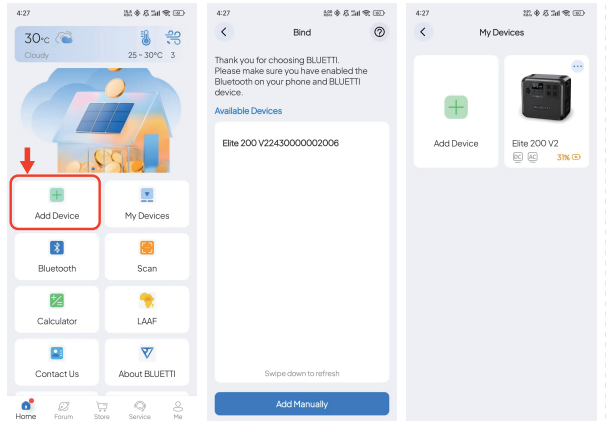 4:27
30°C
Cloudy
25 ~ 30°C 3
Add Device
My Devices
Bluetooth
Scan
Calculator
LAAF
Contact Us
About BLUETTI
Home
Forum
Store
Service
Me
4:27
Bind
Thank you for choosing BLUETTI.
Please make sure you have enabled the
Bluetooth on your phone and BLUETTI
device.
Available Devices
Elite 200 V22430000002006
Swipe down to refresh
Add Manually
4:27
My Devices
Add Device
Elite 200 V2
DC AC 31%